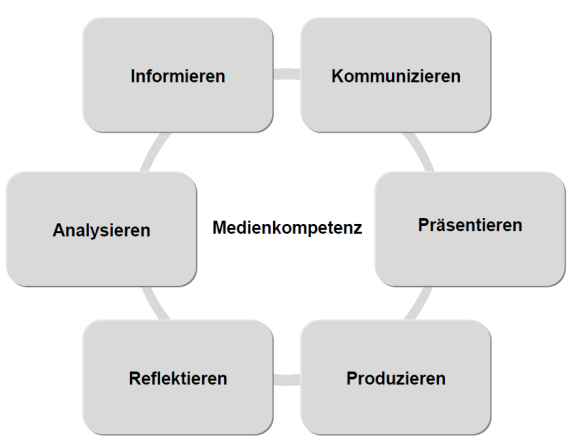 Informieren
Kommunizieren
Analysieren
Medienkompetenz
Präsentieren
Reflektieren
Produzieren